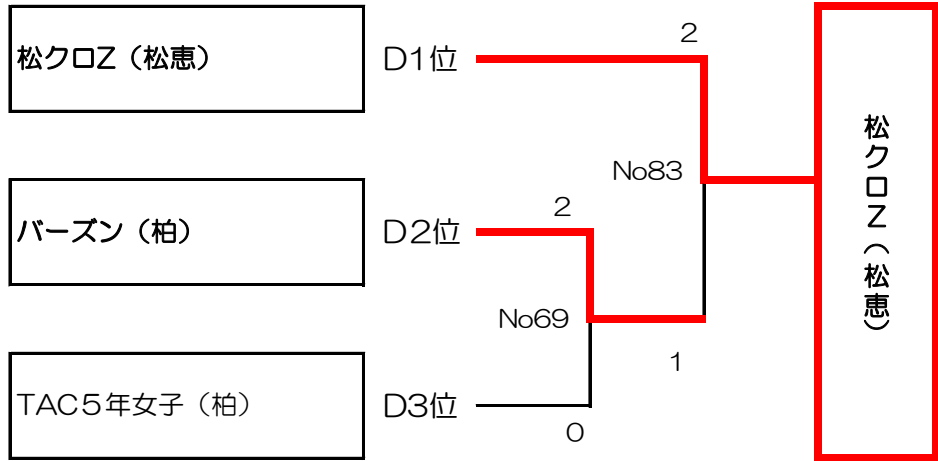 松クロZ（松恵）
D1位
2
No83
バーズン（柏）
D2位
2
No69
1
TAC5年女子（柏）
D3位
0
松クロZ（松恵）